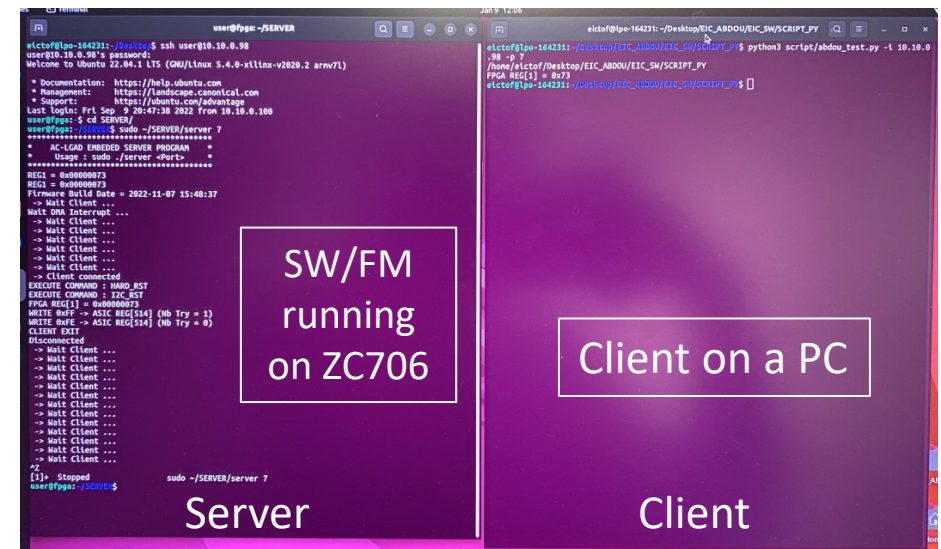 Terminal
Jan 9 12:06
user@fpga: ~/SERVER
eictof@lpo-164231:~/Desktop$ ssh user@10.10.0.98
user@10.10.0.98's password:
Welcome to Ubuntu 22.04.1 LTS (GNU/Linux 5.4.0-xilinx-v2020.2 armv7l)
* Documentation: https://help.ubuntu.com
* Management: https://landscape.canonical.com
* Support: https://ubuntu.com/advantage
Last login: Fri Sep 9 20:47:38 2022 from 10.10.0.100
user@fpga:~$ cd SERVER/
user@fpga:~/SERVER$ sudo ~/SERVER/server 7
****************************************
* AC-LGAD EMBEDED SERVER PROGRAM *
* Usage : sudo ./server <Port> *
****************************************
REG1 = 0x00000073
REG1 = 0x00000073
Firmware Build Date = 2022-11-07 15:48:37
-> Wait Client ...
Wait DMA Interrupt ...
-> Wait Client ...
-> Wait Client ...
-> Wait Client ...
-> Wait Client ...
-> Wait Client ...
-> Client connected
EXECUTE COMMAND : HARD_RST
EXECUTE COMMAND : I2C_RST
FPGA REG[1] = 0x00000073
WRITE 0xFF -> ASIC REG[514] (Nb Try = 1)
WRITE 0xFE -> ASIC REG[514] (Nb Try = 0)
CLIENT EXIT
Disconnected
-> Wait Client ...
-> Wait Client ...
-> Wait Client ...
-> Wait Client ...
-> Wait Client ...
-> Wait Client ...
-> Wait Client ...
-> Wait Client ...
-> Wait Client ...
-> Wait Client ...
^Z
[1]+ Stopped sudo ~/SERVER/server 7
user@fpga:~/SERVER$
SW/FM
running
on ZC706
Server
eictof@lpo-164231: ~/Desktop/EIC_ABDOU/EIC_SW/SCRIPT_PY
eictof@lpo-164231:~/Desktop/EIC_ABDOU/EIC_SW/SCRIPT_PY$ python3 script/abdou_test.py -i 10.10.0
.98 -p 7
/home/eictof/Desktop/EIC_ABDOU/EIC_SW/SCRIPT_PY
FPGA REG[1] = 0x73
eictof@lpo-164231:~/Desktop/EIC_ABDOU/EIC_SW/SCRIPT_PY$
Client on a PC
Client